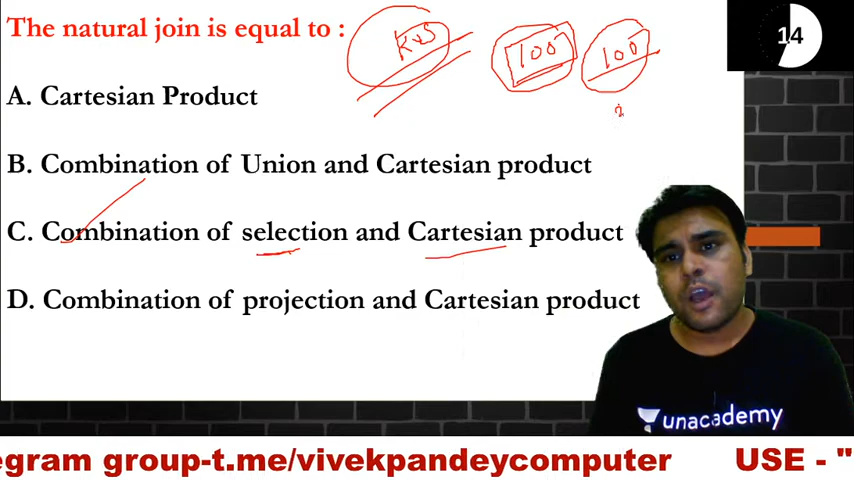 The natural join is equal to :
KVS
100
100
14
A. Cartesian Product
B. Combination of Union and Cartesian product
C. Combination of selection and Cartesian product
D. Combination of projection and Cartesian product
unacademy
egram group-t.me/vivekpandeycomputer USE - "